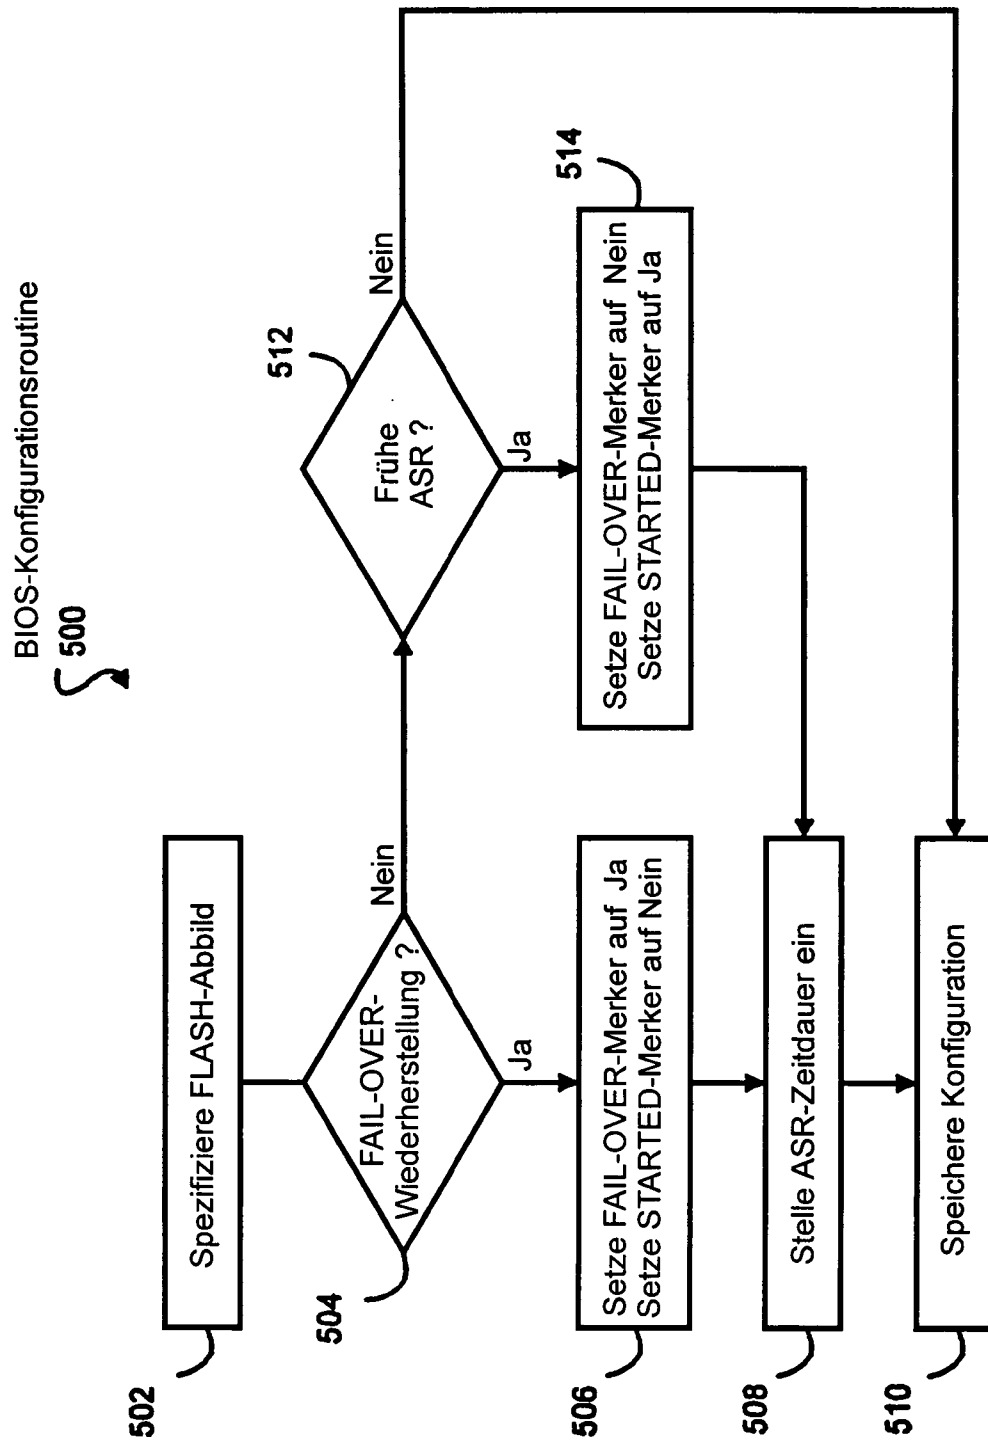 BIOS-Konfigurationsroutine
500
502
Spezifiziere FLASH-Abbild
504
FAIL-OVER-
Wiederherstellung ?
Nein
Ja
512
Frühe
ASR ?
Nein
Ja
506
Setze FAIL-OVER-Merker auf Ja
Setze STARTED-Merker auf Nein
514
Setze FAIL-OVER-Merker auf Nein
Setze STARTED-Merker auf Ja
508
Stelle ASR-Zeitdauer ein
510
Speichere Konfiguration